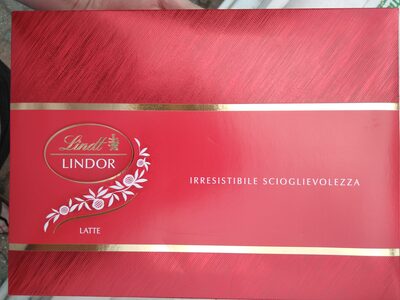 Lindt
LINDOR
LATTE
IRRESISTIBILE SCIOGLIEVOLEZZA